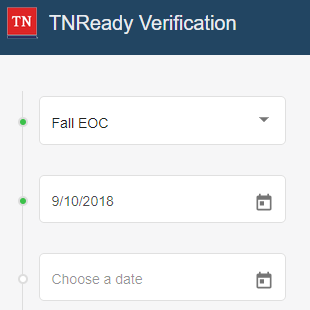 TN
TNReady Verification
Fall EOC
9/10/2018
Choose a date